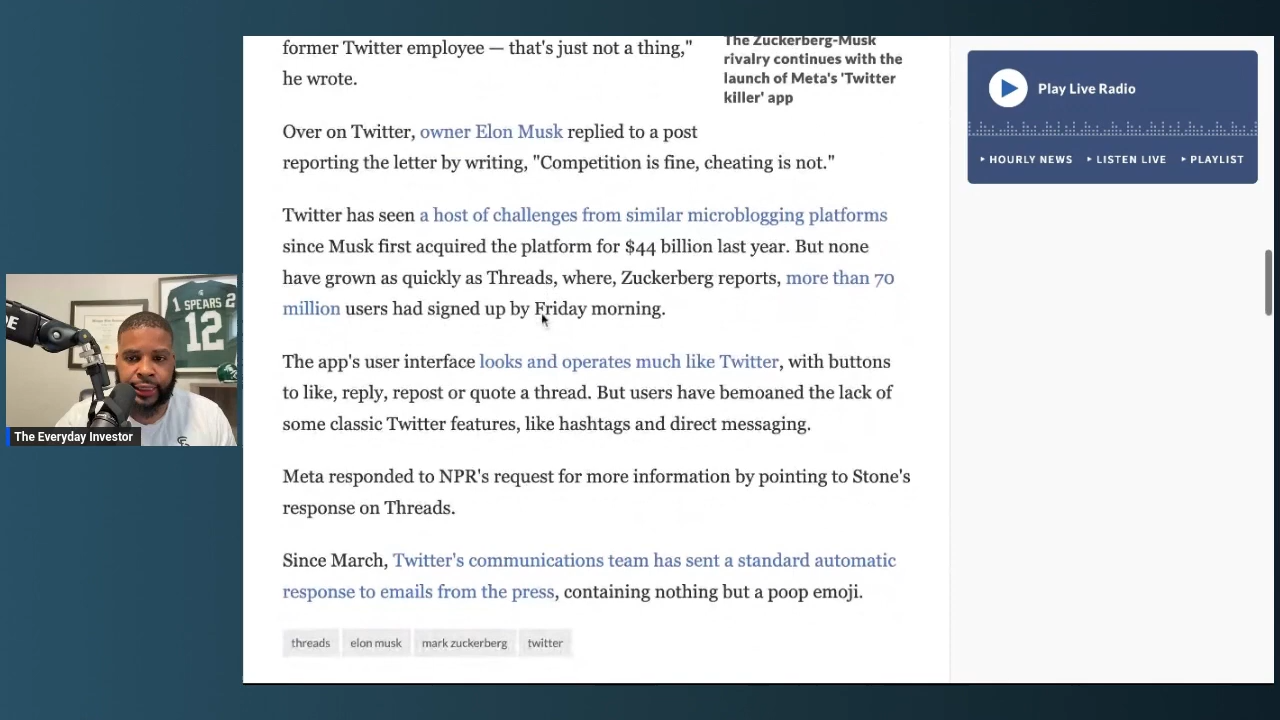 former Twitter employee — that's just not a thing,"
he wrote.
The Zuckerberg-Musk
rivalry continues with the
launch of Meta's 'Twitter
killer' app
Over on Twitter, owner Elon Musk replied to a post
reporting the letter by writing, "Competition is fine, cheating is not."
Twitter has seen a host of challenges from similar microblogging platforms
since Musk first acquired the platform for $44 billion last year. But none
have grown as quickly as Threads, where, Zuckerberg reports, more than 70
million users had signed up by Friday morning.
The app's user interface looks and operates much like Twitter, with buttons
to like, reply, repost or quote a thread. But users have bemoaned the lack of
some classic Twitter features, like hashtags and direct messaging.
Meta responded to NPR's request for more information by pointing to Stone's
response on Threads.
Since March, Twitter's communications team has sent a standard automatic
response to emails from the press, containing nothing but a poop emoji.
threads
elon musk
mark zuckerberg
twitter
Play Live Radio
HOURLY NEWS
LISTEN LIVE
PLAYLIST
SPEARS
12
The Everyday Investor